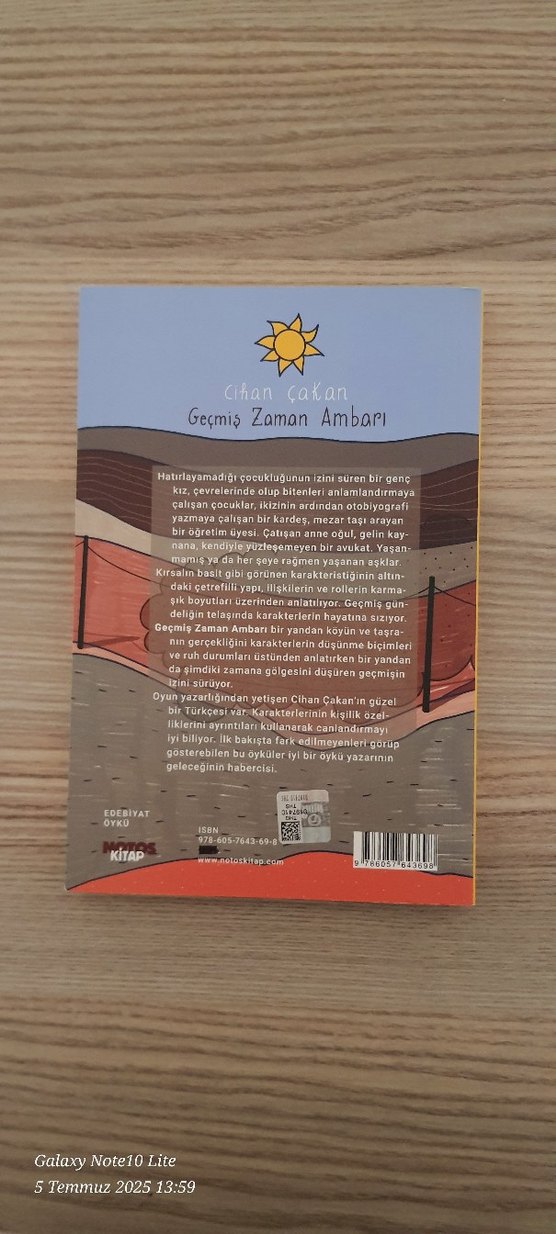 Cihan Çakan
Geçmiş Zaman Ambarı
Hatırlayamadığı çocukluğunun izini süren bir genç
kız, çevrelerinde olup bitenleri anlamlandırmaya
çalışan çocuklar, ikizinin ardından otobiyografi
yazmaya çalışan bir kardeş, mezar taşı arayan
bir öğretim üyesi. Çatışan anne oğul, gelin kay-
nana, kendiyle yüzleşemeyen bir avukat. Yaşan-
mamış ya da her şeye rağmen yaşanan aşklar.
Kırsalın basit gibi görünen karakteristiğinin altın-
daki çetrefilli yapı, ilişkilerin ve rollerin karma-
şık boyutları üzerinden anlatılıyor. Geçmiş gün-
deliğin telaşında karakterlerin hayatına sızıyor.
Geçmiş Zaman Ambarı bir yandan köyün ve taşra-
nın gerçekliğini karakterlerin düşünme biçimleri
ve ruh durumları üstünden anlatırken bir yandan
da şimdiki zamana gölgesini düşüren geçmişin
izini sürüyor.
Oyun yazarlığından yetişen Cihan Çakan'ın güzel
bir Türkçesi var. Karakterlerinin kişilik özel-
liklerini ayrıntıları kullanarak canlandırmayı
iyi biliyor. İlk bakışta fark edilmeyenleri görüp
gösterebilen bu öyküler iyi bir öykü yazarının
geleceğinin habercisi.
EDEBİYAT
ÖYKÜ
NOTOS
KİTAP
ISBN
978-605-7643-69-8
www.notoskitap.com
9 786057 643698
Galaxy Note10 Lite
5 Temmuz 2025 13:59